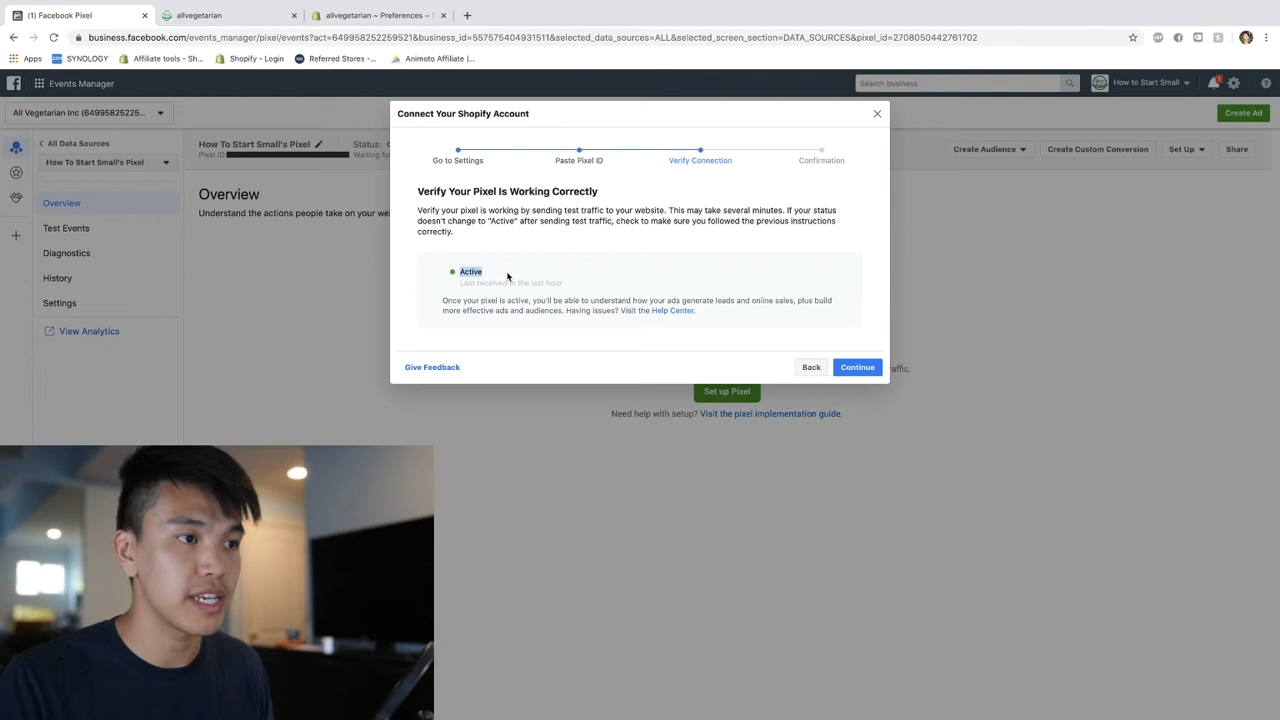 (1) Facebook Pixel
allvegetarian
allvegetarian ~ Preferences ~ S
business.facebook.com/events_manager/pixel/events?act=649958252259521&business_id=557575404931511&selected_data_sources=ALL&selected_screen_section=DATA_SOURCES&pixel_id=2708050442761702
Apps
SYNOLOGY
Affiliate tools - Sh...
Shopify - Login
Referred Stores -...
Animoto Affiliate |...
Events Manager
Search business
How to Start Small
1
All Vegetarian Inc (64995825225...
Create Ad
All Data Sources
How To Start Small's Pixel
How To Start Small's Pixel
Pixel ID
Status:
Waiting for
Create Audience
Create Custom Conversion
Set Up
Share
Overview
Test Events
Diagnostics
History
Settings
View Analytics
Overview
Understand the actions people take on your
Connect Your Shopify Account
Go to Settings
Paste Pixel ID
Verify Connection
Confirmation
Verify Your Pixel Is Working Correctly
Verify your pixel is working by sending test traffic to your website. This may take several minutes. If your status
doesn't change to "Active" after sending test traffic, check to make sure you followed the previous instructions
correctly.
Active
Last received in the last hour
Once your pixel is active, you'll be able to understand how your ads generate leads and online sales, plus build
more effective ads and audiences. Having issues? Visit the Help Center.
Give Feedback
Back
Continue
affic.
Set up Pixel
Need help with setup? Visit the pixel implementation guide.